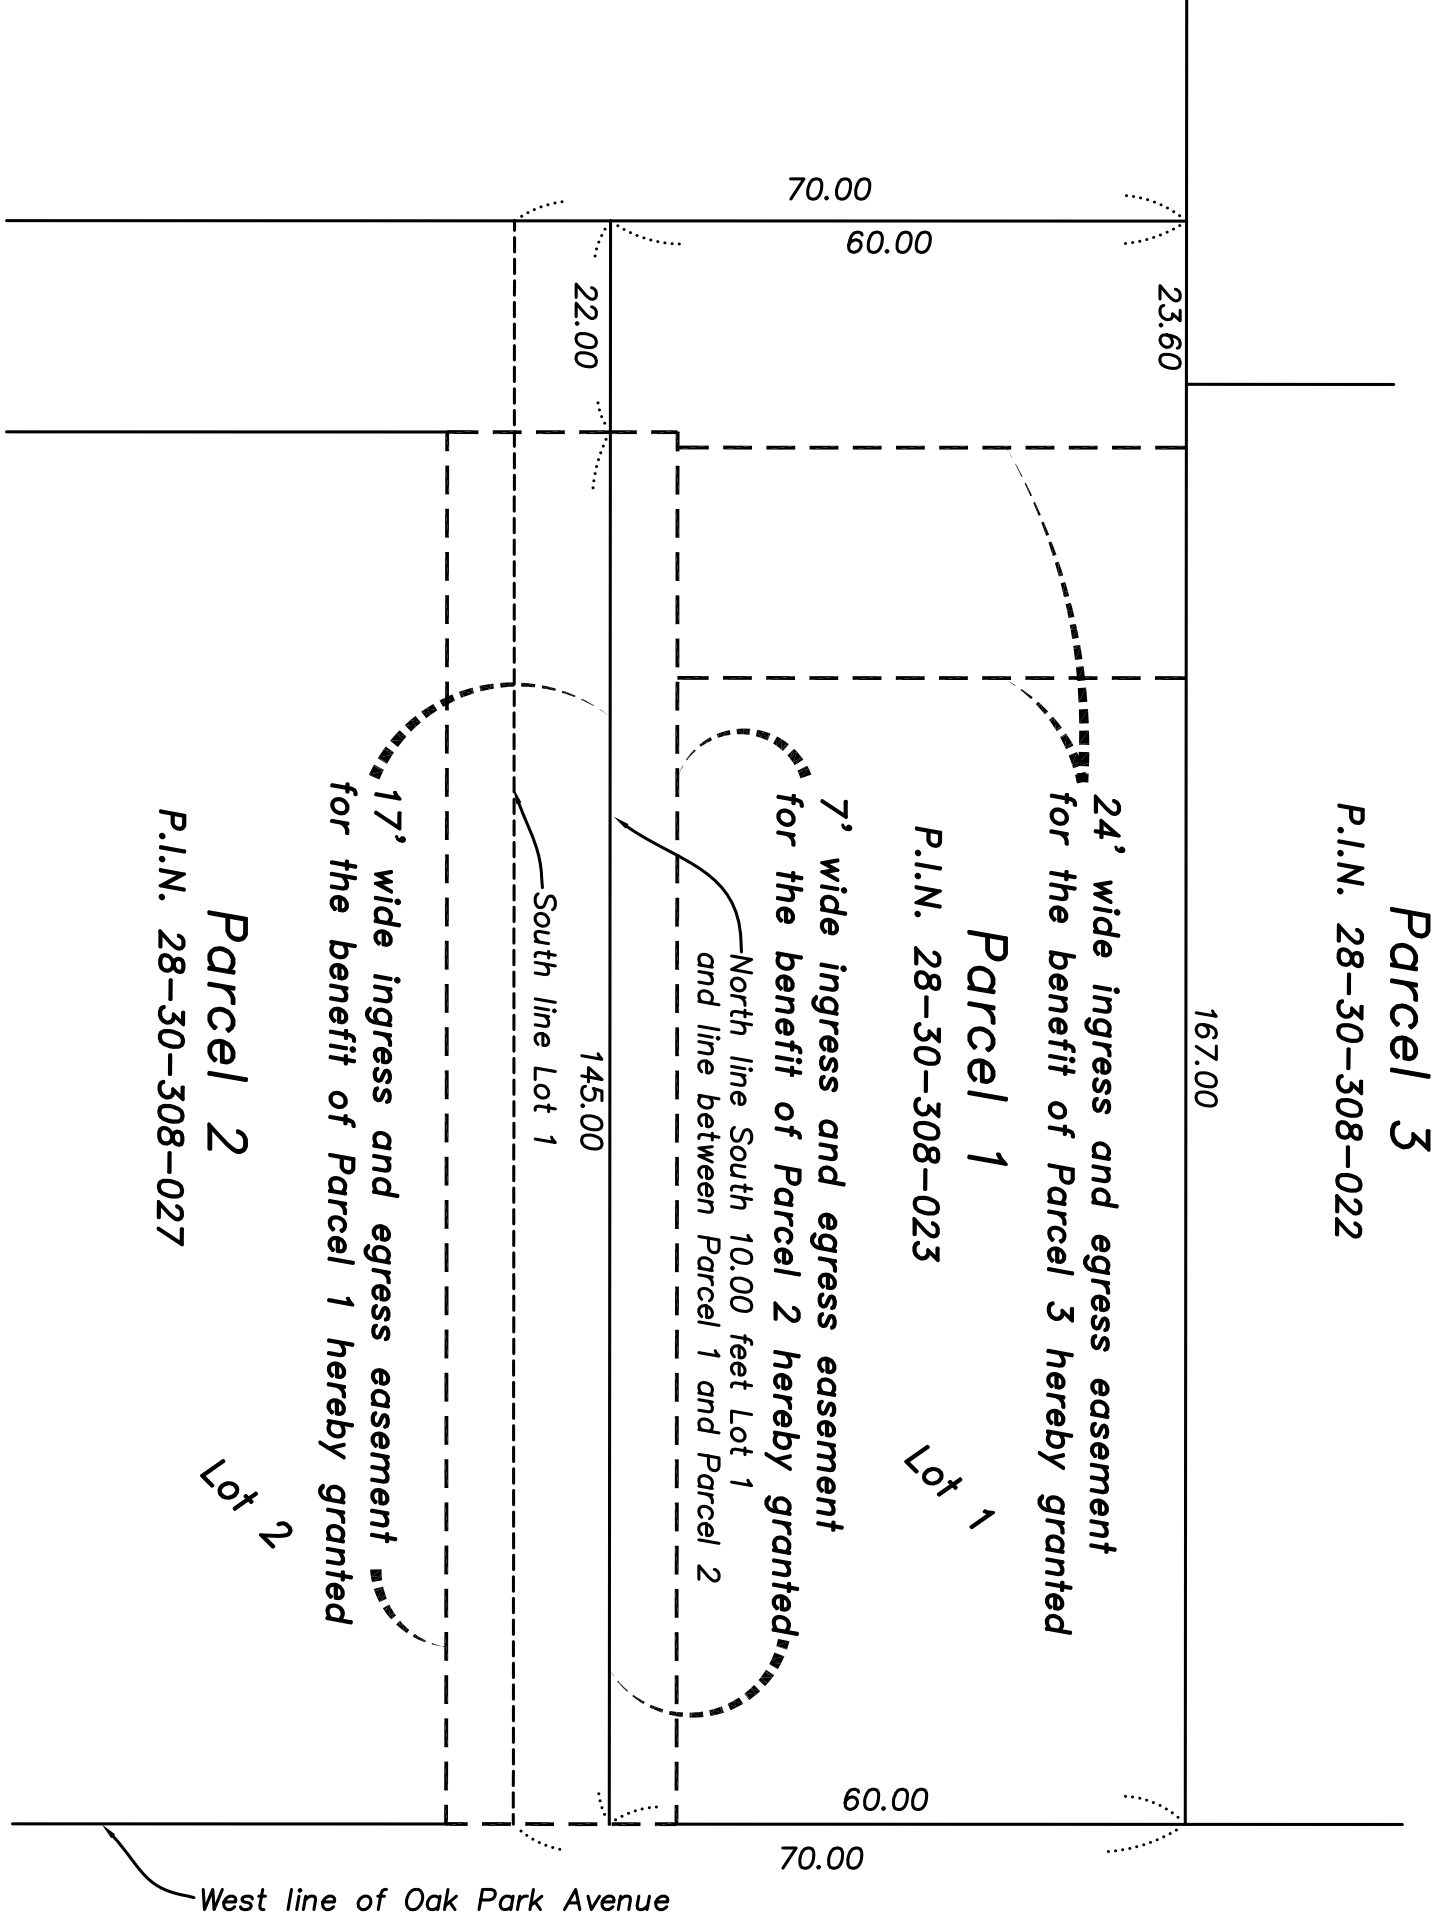 Parcel 3
P.I.N. 28-30-308-022
167.00
23.60
70.00
60.00
24' wide ingress and egress easement
for the benefit of Parcel 3 hereby granted
Parcel 1
P.I.N. 28-30-308-023
Lot 1
7' wide ingress and egress easement
for the benefit of Parcel 2 hereby granted
North line South 10.00 feet Lot 1
and line between Parcel 1 and Parcel 2
22.00
145.00
South line Lot 1
17' wide ingress and egress easement
for the benefit of Parcel 1 hereby granted
Parcel 2
P.I.N. 28-30-308-027
Lot 2
60.00
70.00
West line of Oak Park Avenue